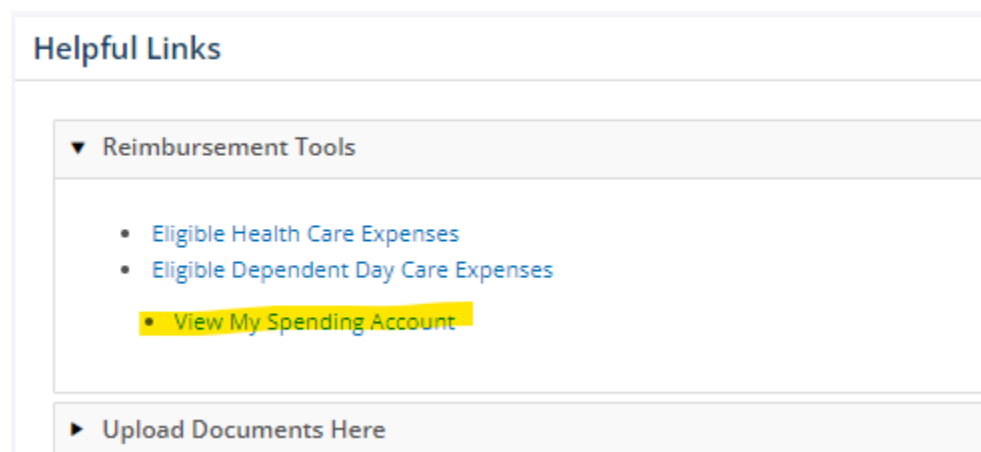 Helpful Links
Reimbursement Tools
Eligible Health Care Expenses
Eligible Dependent Day Care Expenses
View My Spending Account
Upload Documents Here